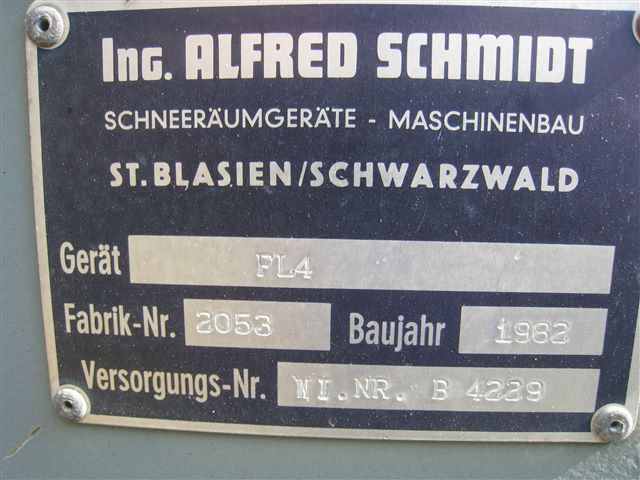 Ing. ALFRED SCHMIDT
SCHNEERÄUMGERÄTE - MASCHINENBAU
ST. BLASIEN/SCHWARZWALD
Gerät FL4
Fabrik-Nr. 2053 Baujahr 1982
Versorgungs-Nr. WI.NR. B 4229